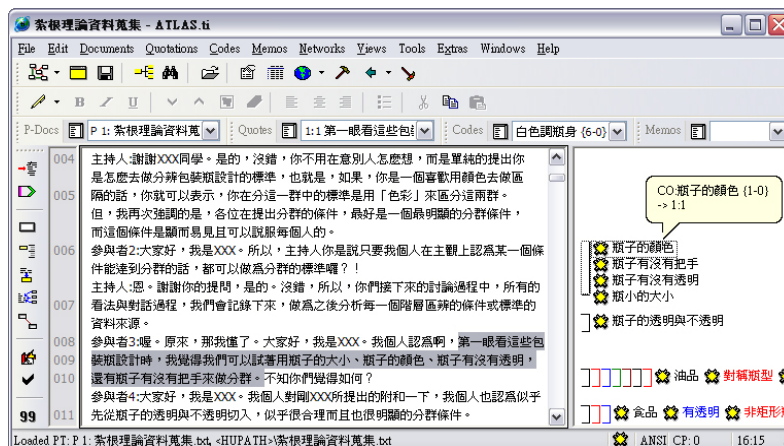 紮根理論資料蒐集 - ATLAS.ti
File Edit Documents Quotations Codes Memos Networks Views Tools Extras Windows Help
B Z U
P-Docs P 1: 紮根理論資料蒐 Quotes 1:1 第一眼看這些包 Codes 白色調瓶身 {6-0} Memos
004 主持人:謝謝XXX同學。是的，沒錯，你不用在意別人怎麼想，而是單純的提出你
是怎麼去做分辨包裝瓶設計的標準，也就是，如果，你是一個喜歡用顏色去做區
005 隔的話，你就可以表示，你在分這一群中的標準是用「色彩」來區分這兩群。
但，我再次強調的是，各位在提出分群的條件，最好是一個最明顯的分群條件，
而這個條件是顯而易見且可以說服每個人的。
006 參與者2:大家好，我是XXX。所以，主持人你是說只要我個人在主觀上認為某一個條
件能達到分群的話，都可以做為分群的標準囉？！
主持人:恩。謝謝你的提問，是的。沒錯，所以，你們接下來的討論過程中，所有的
007 看法與對話過程，我們會記錄下來，做為之後分析每一個階層區辨的條件或標準的
資料來源。
008 參與者3:喔。原來，那我懂了。大家好，我是XXX。我個人認為啊，第一眼看這些包
009 裝瓶設計時，我覺得我們可以試著用瓶子的大小、瓶子的顏色、瓶子有沒有透明，
010 還有瓶子有沒有把手來做分群。不知你們覺得如何？
參與者4:大家好，我是XXX。我個人對剛XXX所提出的附和一下，我個人也認為似乎
011 先從瓶子的透明與不透明切入，似乎很合理而且也很明顯的分群條件。
CO:瓶子的顏色 {1-0}
-> 1:1
瓶子的顏色
瓶子有沒有把手
瓶子有沒有透明
瓶小的大小
瓶子的透明與不透明
油品 對稱瓶型
食品 有透明 非矩形
99
Loaded PT: P 1: 紮根理論資料蒐集.txt, <HUPATH>\紮根理論資料蒐集.txt ANSI CP: 0 16:15